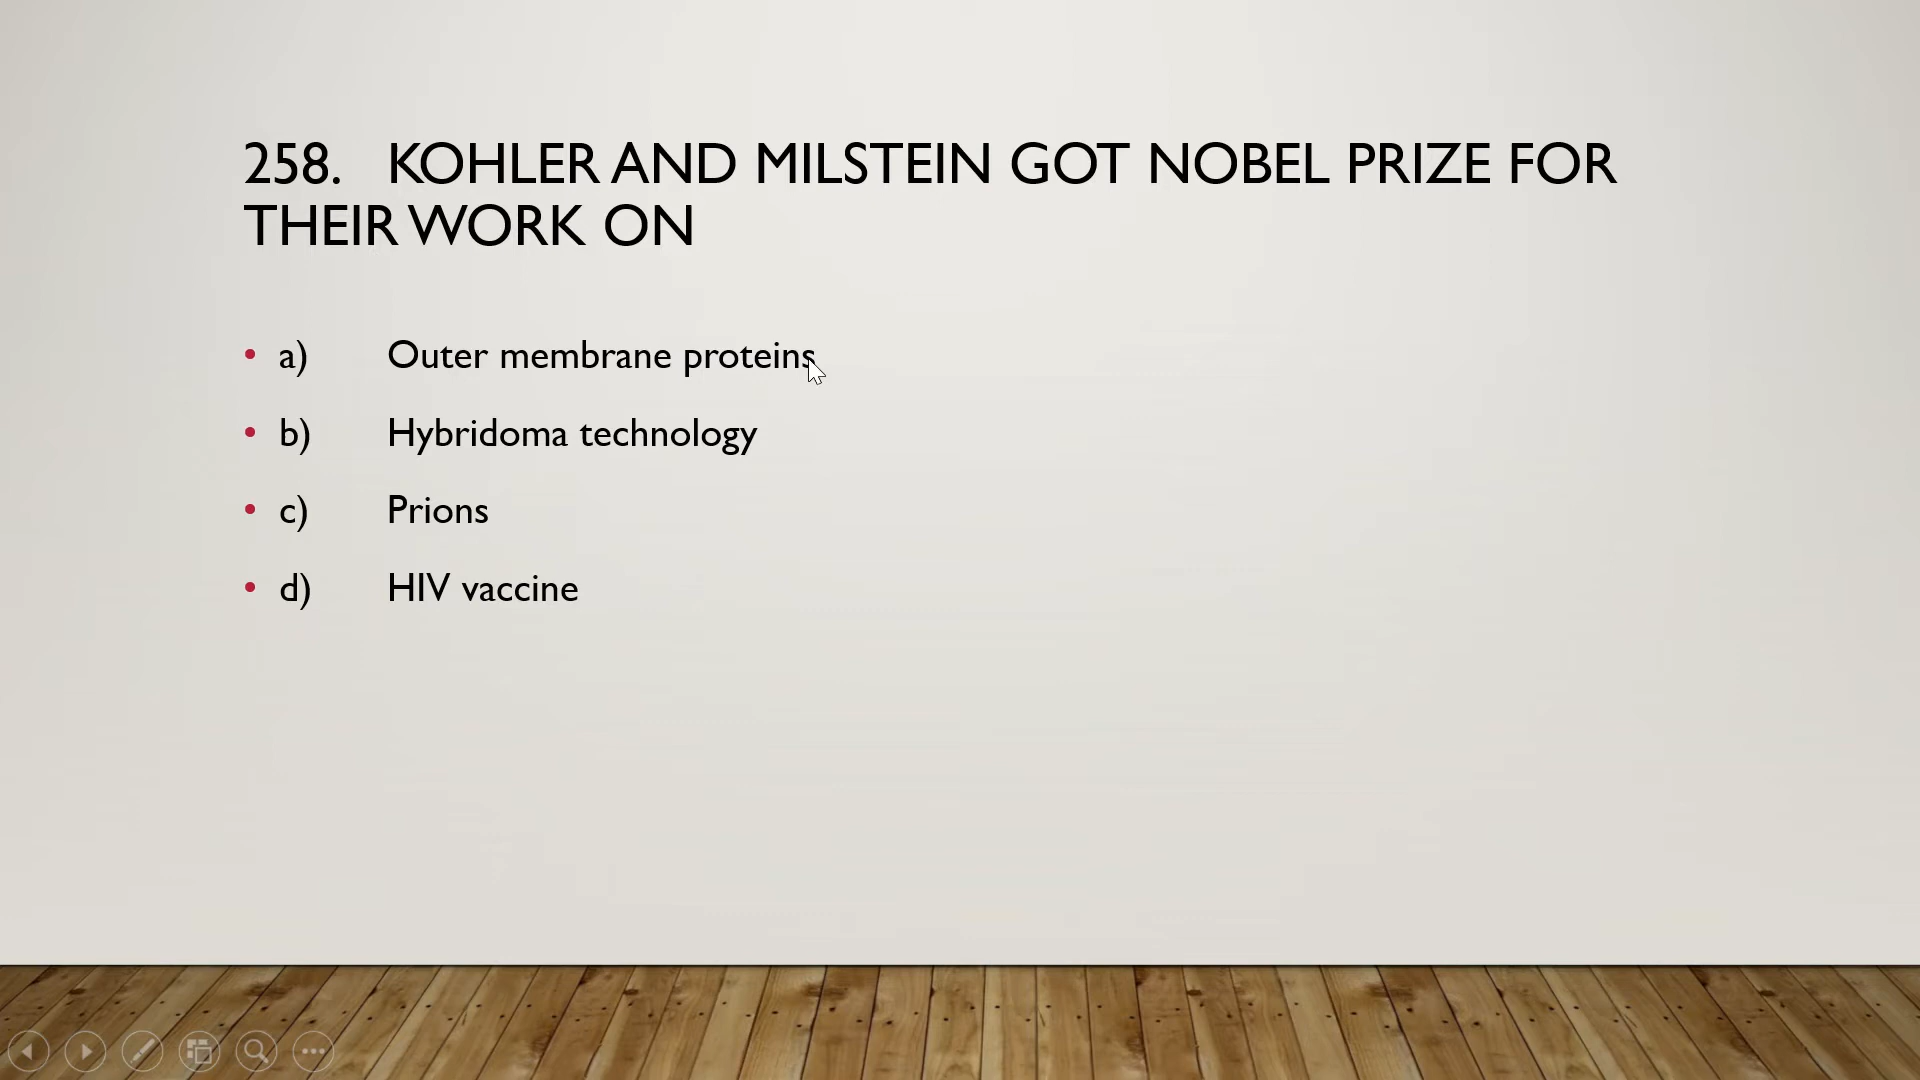 258. KOHLER AND MILSTEIN GOT NOBEL PRIZE FOR
THEIR WORK ON
• a) Outer membrane proteins
• b) Hybridoma technology
• c) Prions
• d) HIV vaccine